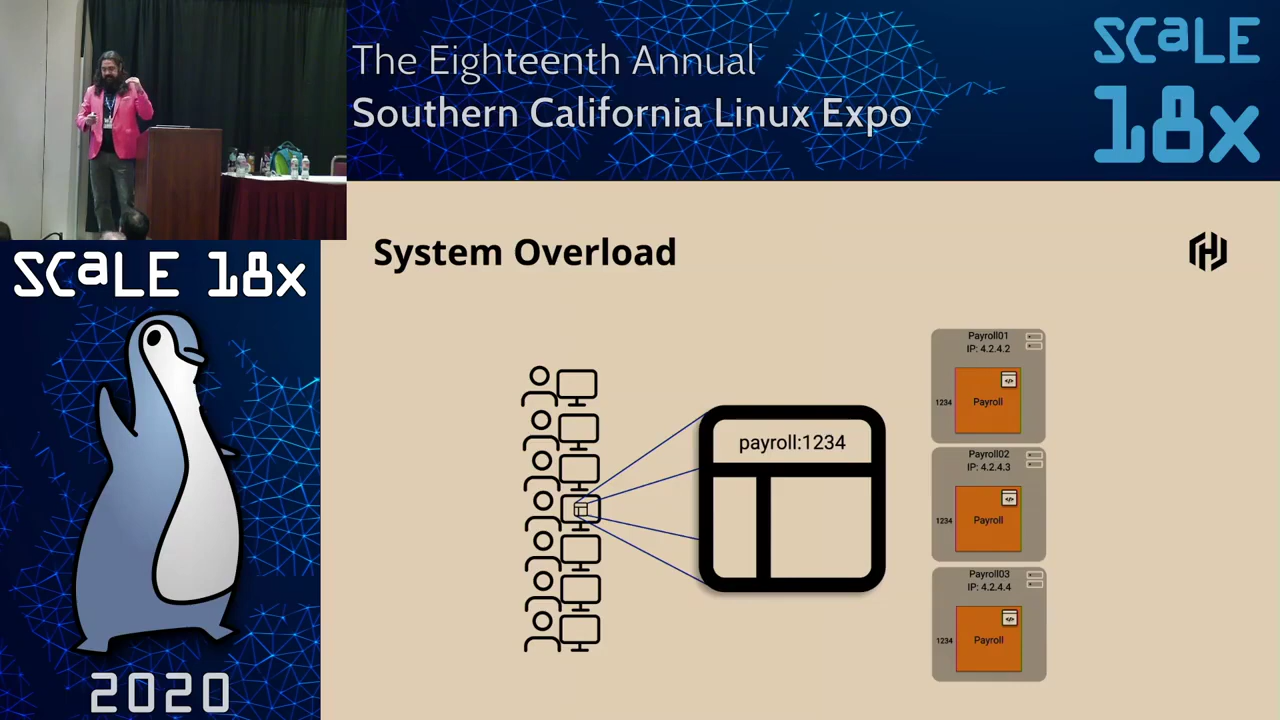 The Eighteenth Annual
Southern California Linux Expo
SCaLE
18x
SCaLE 18x
2020
System Overload
payroll:1234
Payroll01
IP: 4.2.4.2
1234
Payroll
Payroll02
IP: 4.2.4.3
1234
Payroll
Payroll03
IP: 4.2.4.4
1234
Payroll